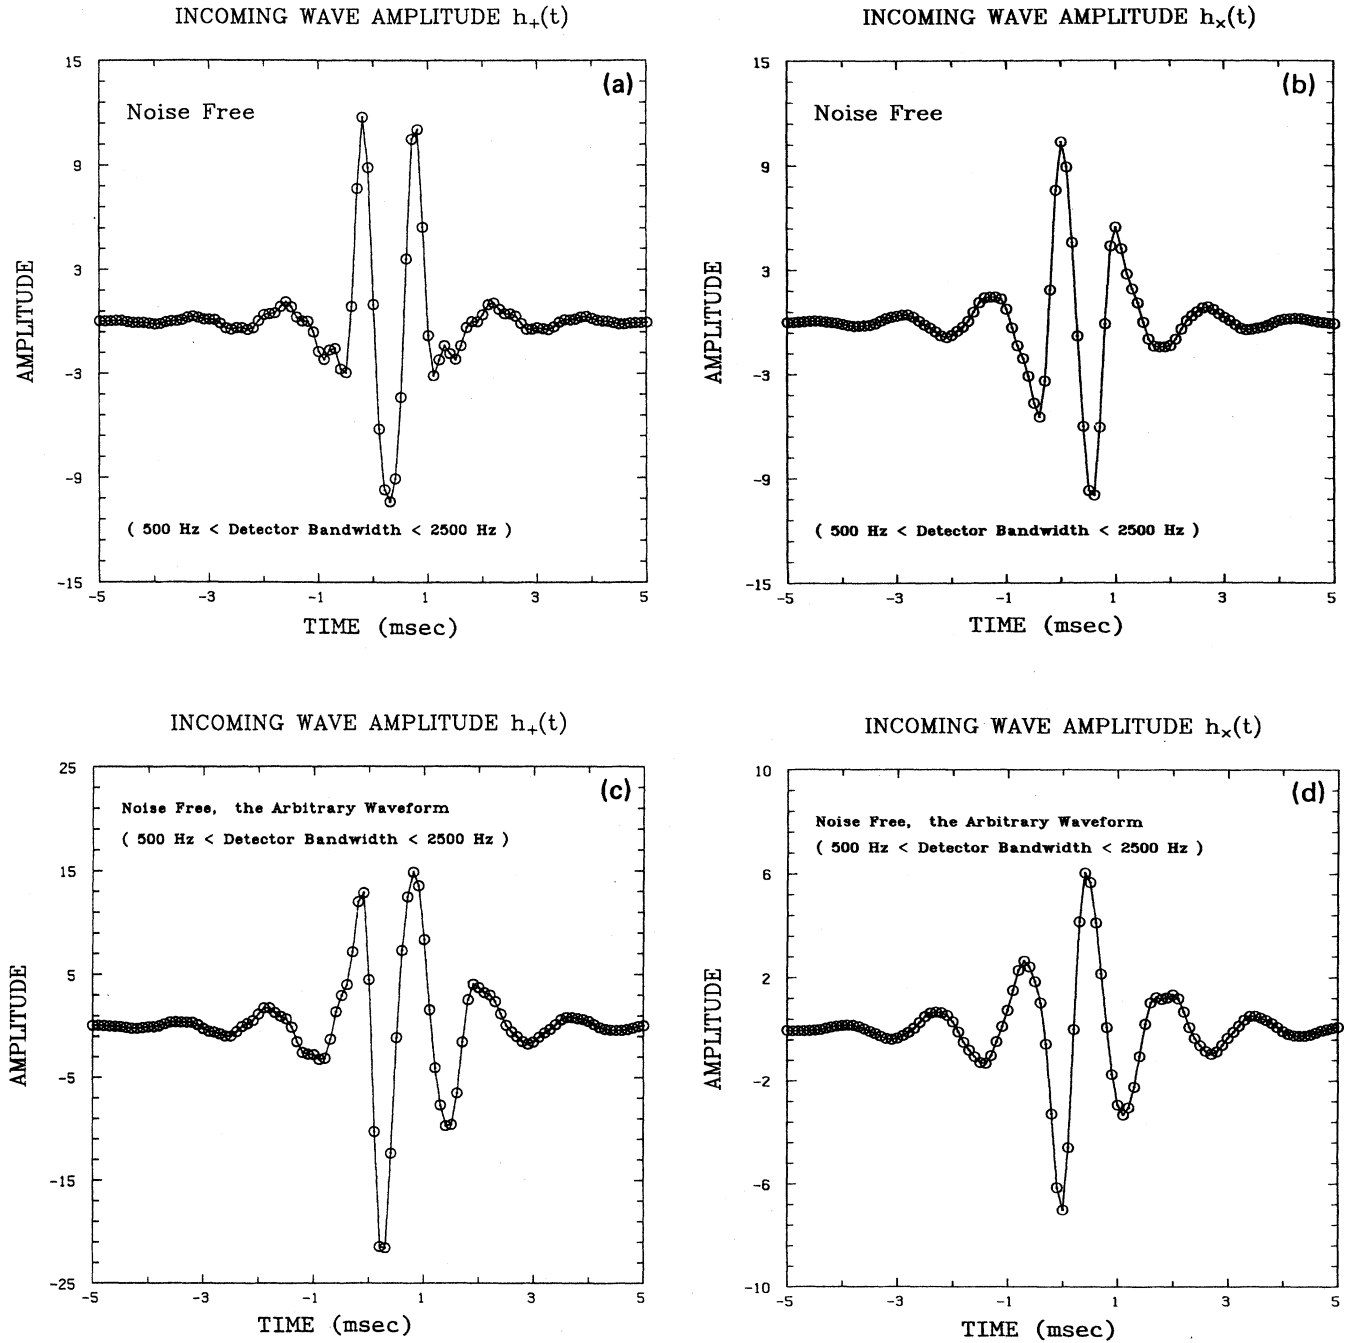 INCOMING WAVE AMPLITUDE h₊(t)
(a)
Noise Free
( 500 Hz < Detector Bandwidth < 2500 Hz )
15
9
3
-3
-9
-15
AMPLITUDE
-5
-3
-1
1
3
5
TIME (msec)
INCOMING WAVE AMPLITUDE hₓ(t)
(b)
Noise Free
( 500 Hz < Detector Bandwidth < 2500 Hz )
15
9
3
-3
-9
-15
AMPLITUDE
-5
-3
-1
1
3
5
TIME (msec)
INCOMING WAVE AMPLITUDE h₊(t)
(c)
Noise Free, the Arbitrary Waveform
( 500 Hz < Detector Bandwidth < 2500 Hz )
25
15
5
-5
-15
-25
AMPLITUDE
-5
-3
-1
1
3
5
TIME (msec)
INCOMING WAVE AMPLITUDE hₓ(t)
(d)
Noise Free, the Arbitrary Waveform
( 500 Hz < Detector Bandwidth < 2500 Hz )
10
6
2
-2
-6
-10
AMPLITUDE
-5
-3
-1
1
3
5
TIME (msec)